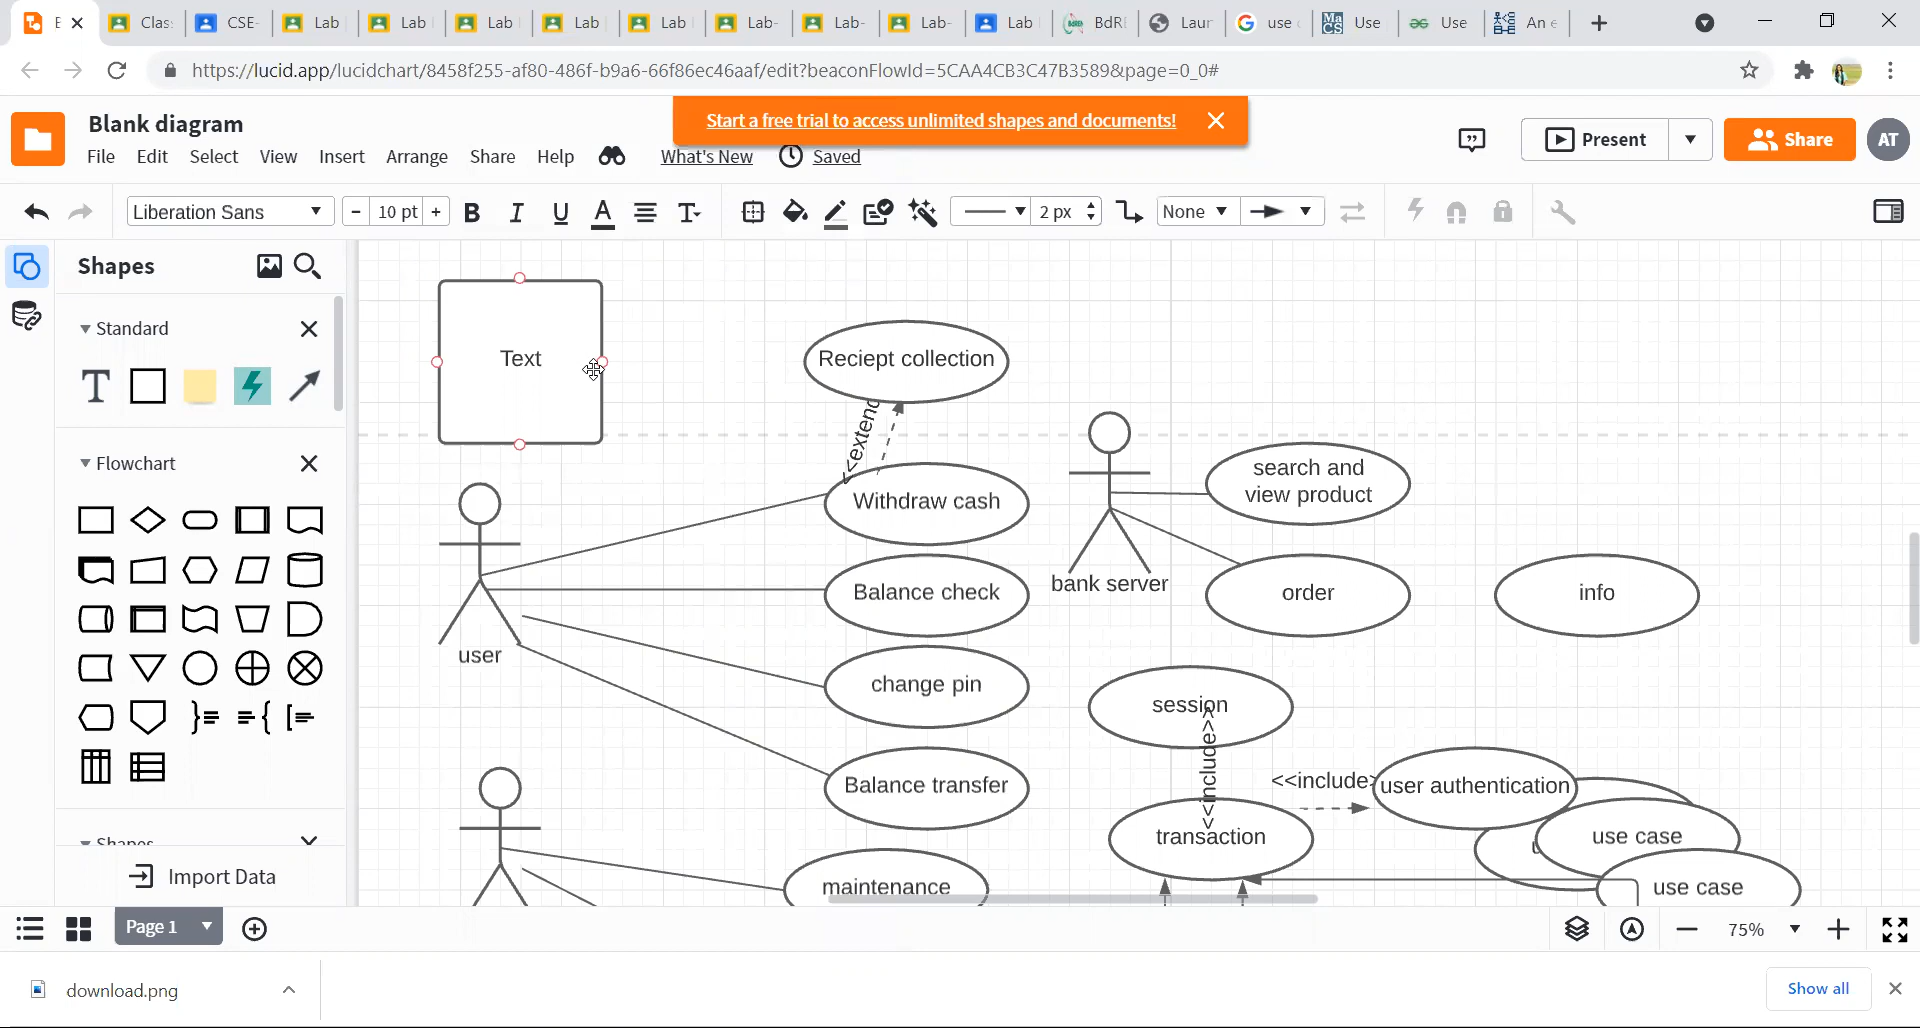 E
Clas
CSE-
Lab
Lab
Lab
Lab
Lab
Lab-
Lab-
Lab-
Lab
BdRE
Laur
use c
Use
Use
An e
https://lucid.app/lucidchart/8458f255-af80-486f-b9a6-66f86ec46aaf/edit?beaconFlowId=5CAA4CB3C47B3589&page=0_0#
Blank diagram
Start a free trial to access unlimited shapes and documents!
File Edit Select View Insert Arrange Share Help What's New Saved
Present
Share
AT
Liberation Sans
10 pt
2 px
None
Shapes
Standard
Flowchart
Shapes
Import Data
Text
Reciept collection
<<extend
Withdraw cash
Balance check
change pin
Balance transfer
maintenance
user
bank server
search and
view product
order
info
session
<<include>>
transaction
<<include>
user authentication
use case
use case
Page 1
75%
download.png
Show all